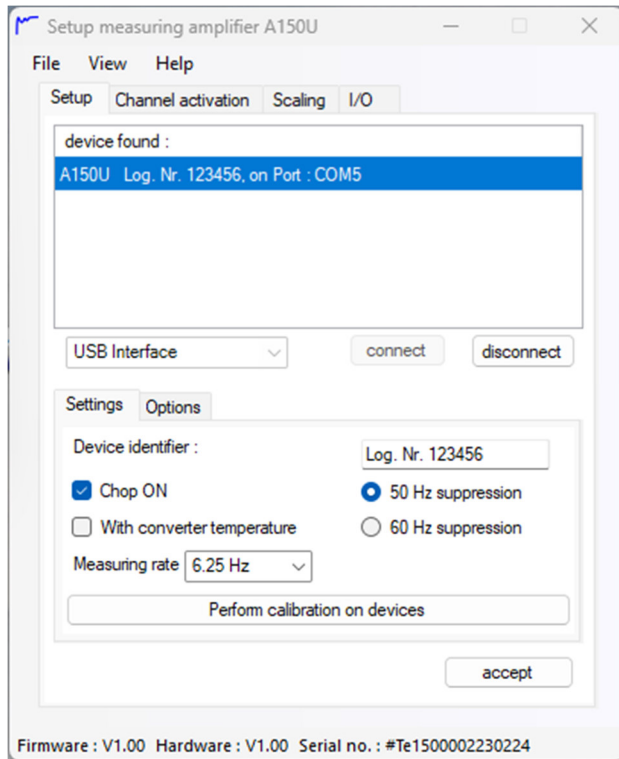 Setup measuring amplifier A150U
File View Help
Setup Channel activation Scaling I/O
device found :
A150U Log. Nr. 123456, on Port : COM5
USB Interface connect disconnect
Settings Options
Device identifier : Log. Nr. 123456
Chop ON 50 Hz suppression
With converter temperature 60 Hz suppression
Measuring rate 6.25 Hz
Perform calibration on devices
accept
Firmware : V1.00 Hardware : V1.00 Serial no. : #Te1500002230224